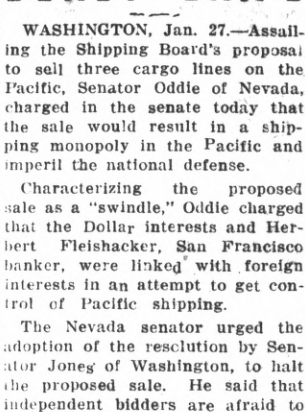 WASHINGTON, Jan. 27.—Assail-
ing the Shipping Board's proposal
to sell three cargo lines on the
Pacific, Senator Oddie of Nevada,
charged in the senate today that
the sale would result in a ship-
ping monopoly in the Pacific and
imperil the national defense.
Characterizing the proposed
sale as a "swindle," Oddie charged
that the Dollar interests and Her-
bert Fleishacker, San Francisco
banker, were linked with foreign
interests in an attempt to get con-
trol of Pacific shipping.
The Nevada senator urged the
adoption of the resclution by Sen-
ator Jones of Washington, to halt
the proposed sale. He said that
independent bidders are afraid to